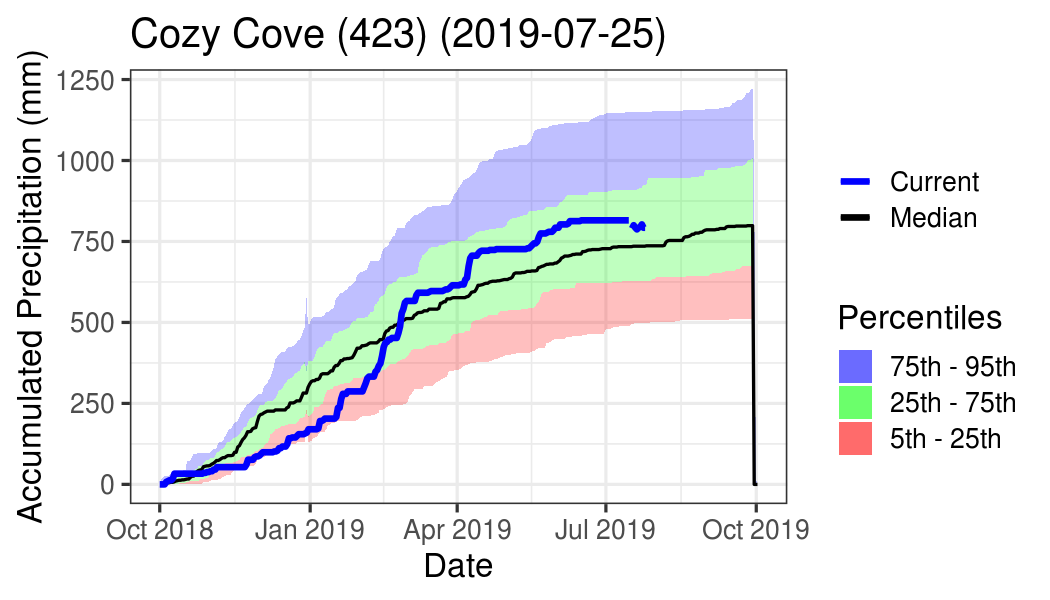 Cozy Cove (423) (2019-07-25)
Accumulated Precipitation (mm)
1250
1000
750
500
250
0
Oct 2018
Jan 2019
Apr 2019
Jul 2019
Oct 2019
Date
Current
Median
Percentiles
75th - 95th
25th - 75th
5th - 25th